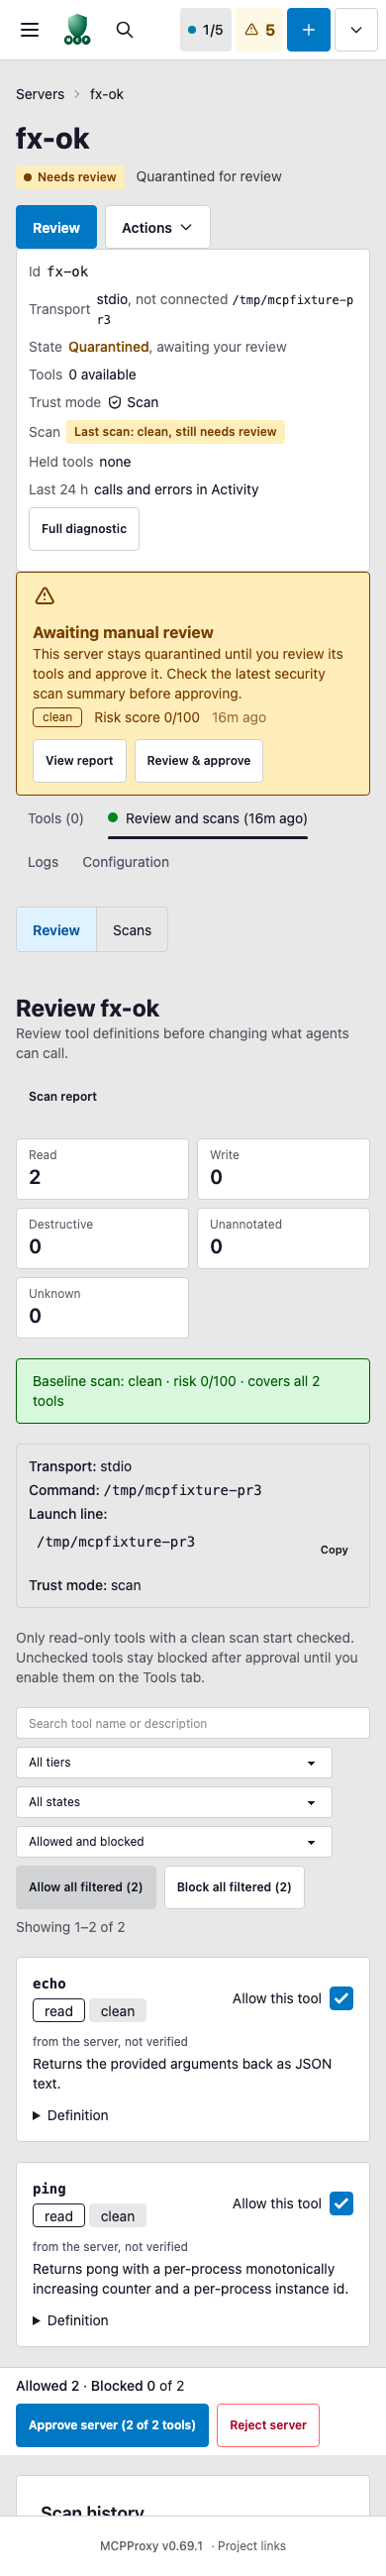 1/5
5
Servers
fx-ok
fx-ok
Needs review
Quarantined for review
Review
Actions
Id fx-ok
Transport stdio, not connected /tmp/mcpfixture-p
r3
State Quarantined, awaiting your review
Tools 0 available
Trust mode Scan
Scan Last scan: clean, still needs review
Held tools none
Last 24 h calls and errors in Activity
Full diagnostic
Awaiting manual review
This server stays quarantined until you review its
tools and approve it. Check the latest security
scan summary before approving.
clean Risk score 0/100 16m ago
View report
Review & approve
Tools (0)
Review and scans (16m ago)
Logs
Configuration
Review
Scans
Review fx-ok
Review tool definitions before changing what agents
can call.
Scan report
Read
2
Write
0
Destructive
0
Unannotated
0
Unknown
0
Baseline scan: clean · risk 0/100 · covers all 2
tools
Transport: stdio
Command: /tmp/mcpfixture-pr3
Launch line:
/tmp/mcpfixture-pr3
Copy
Trust mode: scan
Only read-only tools with a clean scan start checked.
Unchecked tools stay blocked after approval until you
enable them on the Tools tab.
Search tool name or description
All tiers
All states
Allowed and blocked
Allow all filtered (2)
Block all filtered (2)
Showing 1–2 of 2
echo
read
clean
Allow this tool
from the server, not verified
Returns the provided arguments back as JSON
text.
Definition
ping
read
clean
Allow this tool
from the server, not verified
Returns pong with a per-process monotonically
increasing counter and a per-process instance id.
Definition
Allowed 2 · Blocked 0 of 2
Approve server (2 of 2 tools)
Reject server
Scan history
MCPProxy v0.69.1 · Project links